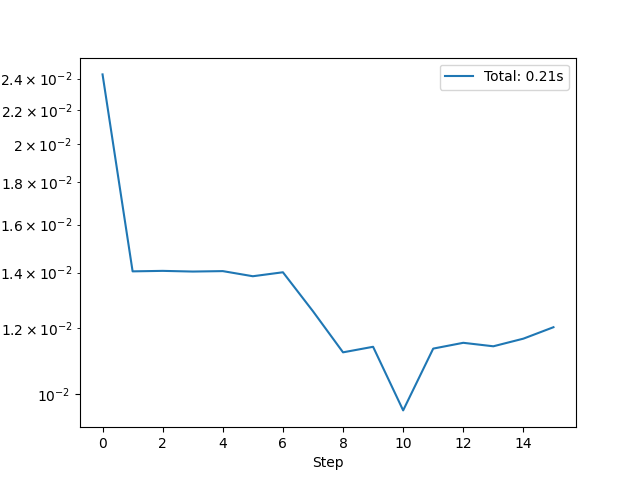 Total: 0.21s
2.4 × 10⁻²
2.2 × 10⁻²
2 × 10⁻²
1.8 × 10⁻²
1.6 × 10⁻²
1.4 × 10⁻²
1.2 × 10⁻²
10⁻²
0 2 4 6 8 10 12 14
Step